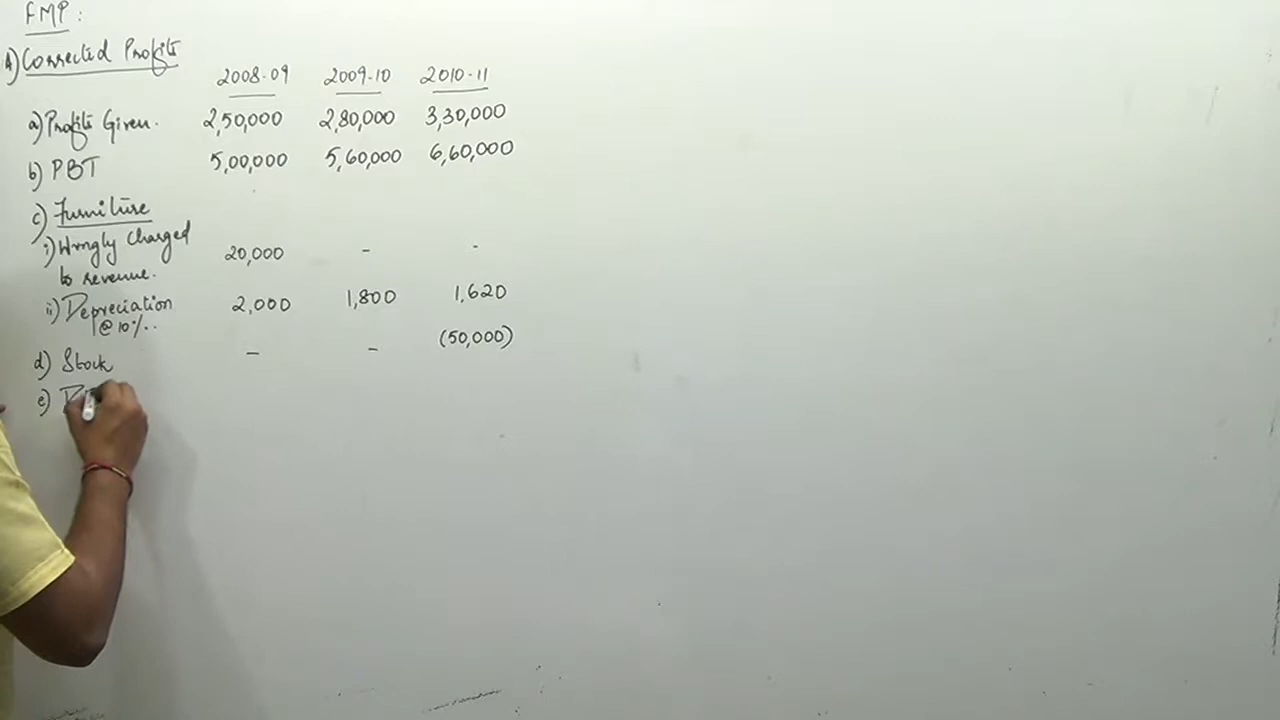 FMP:
A) Corrected Profits
2008-09 2009-10 2010-11
a) Profits Given. 2,50,000 2,80,000 3,30,000
b) PBT 5,00,000 5,60,000 6,60,000
c) Furniture
i) Wrongly Charged 20,000 - -
to revenue.
ii) Depreciation 2,000 1,800 1,620
@ 10%.
d) Stock - - (50,000)
e)